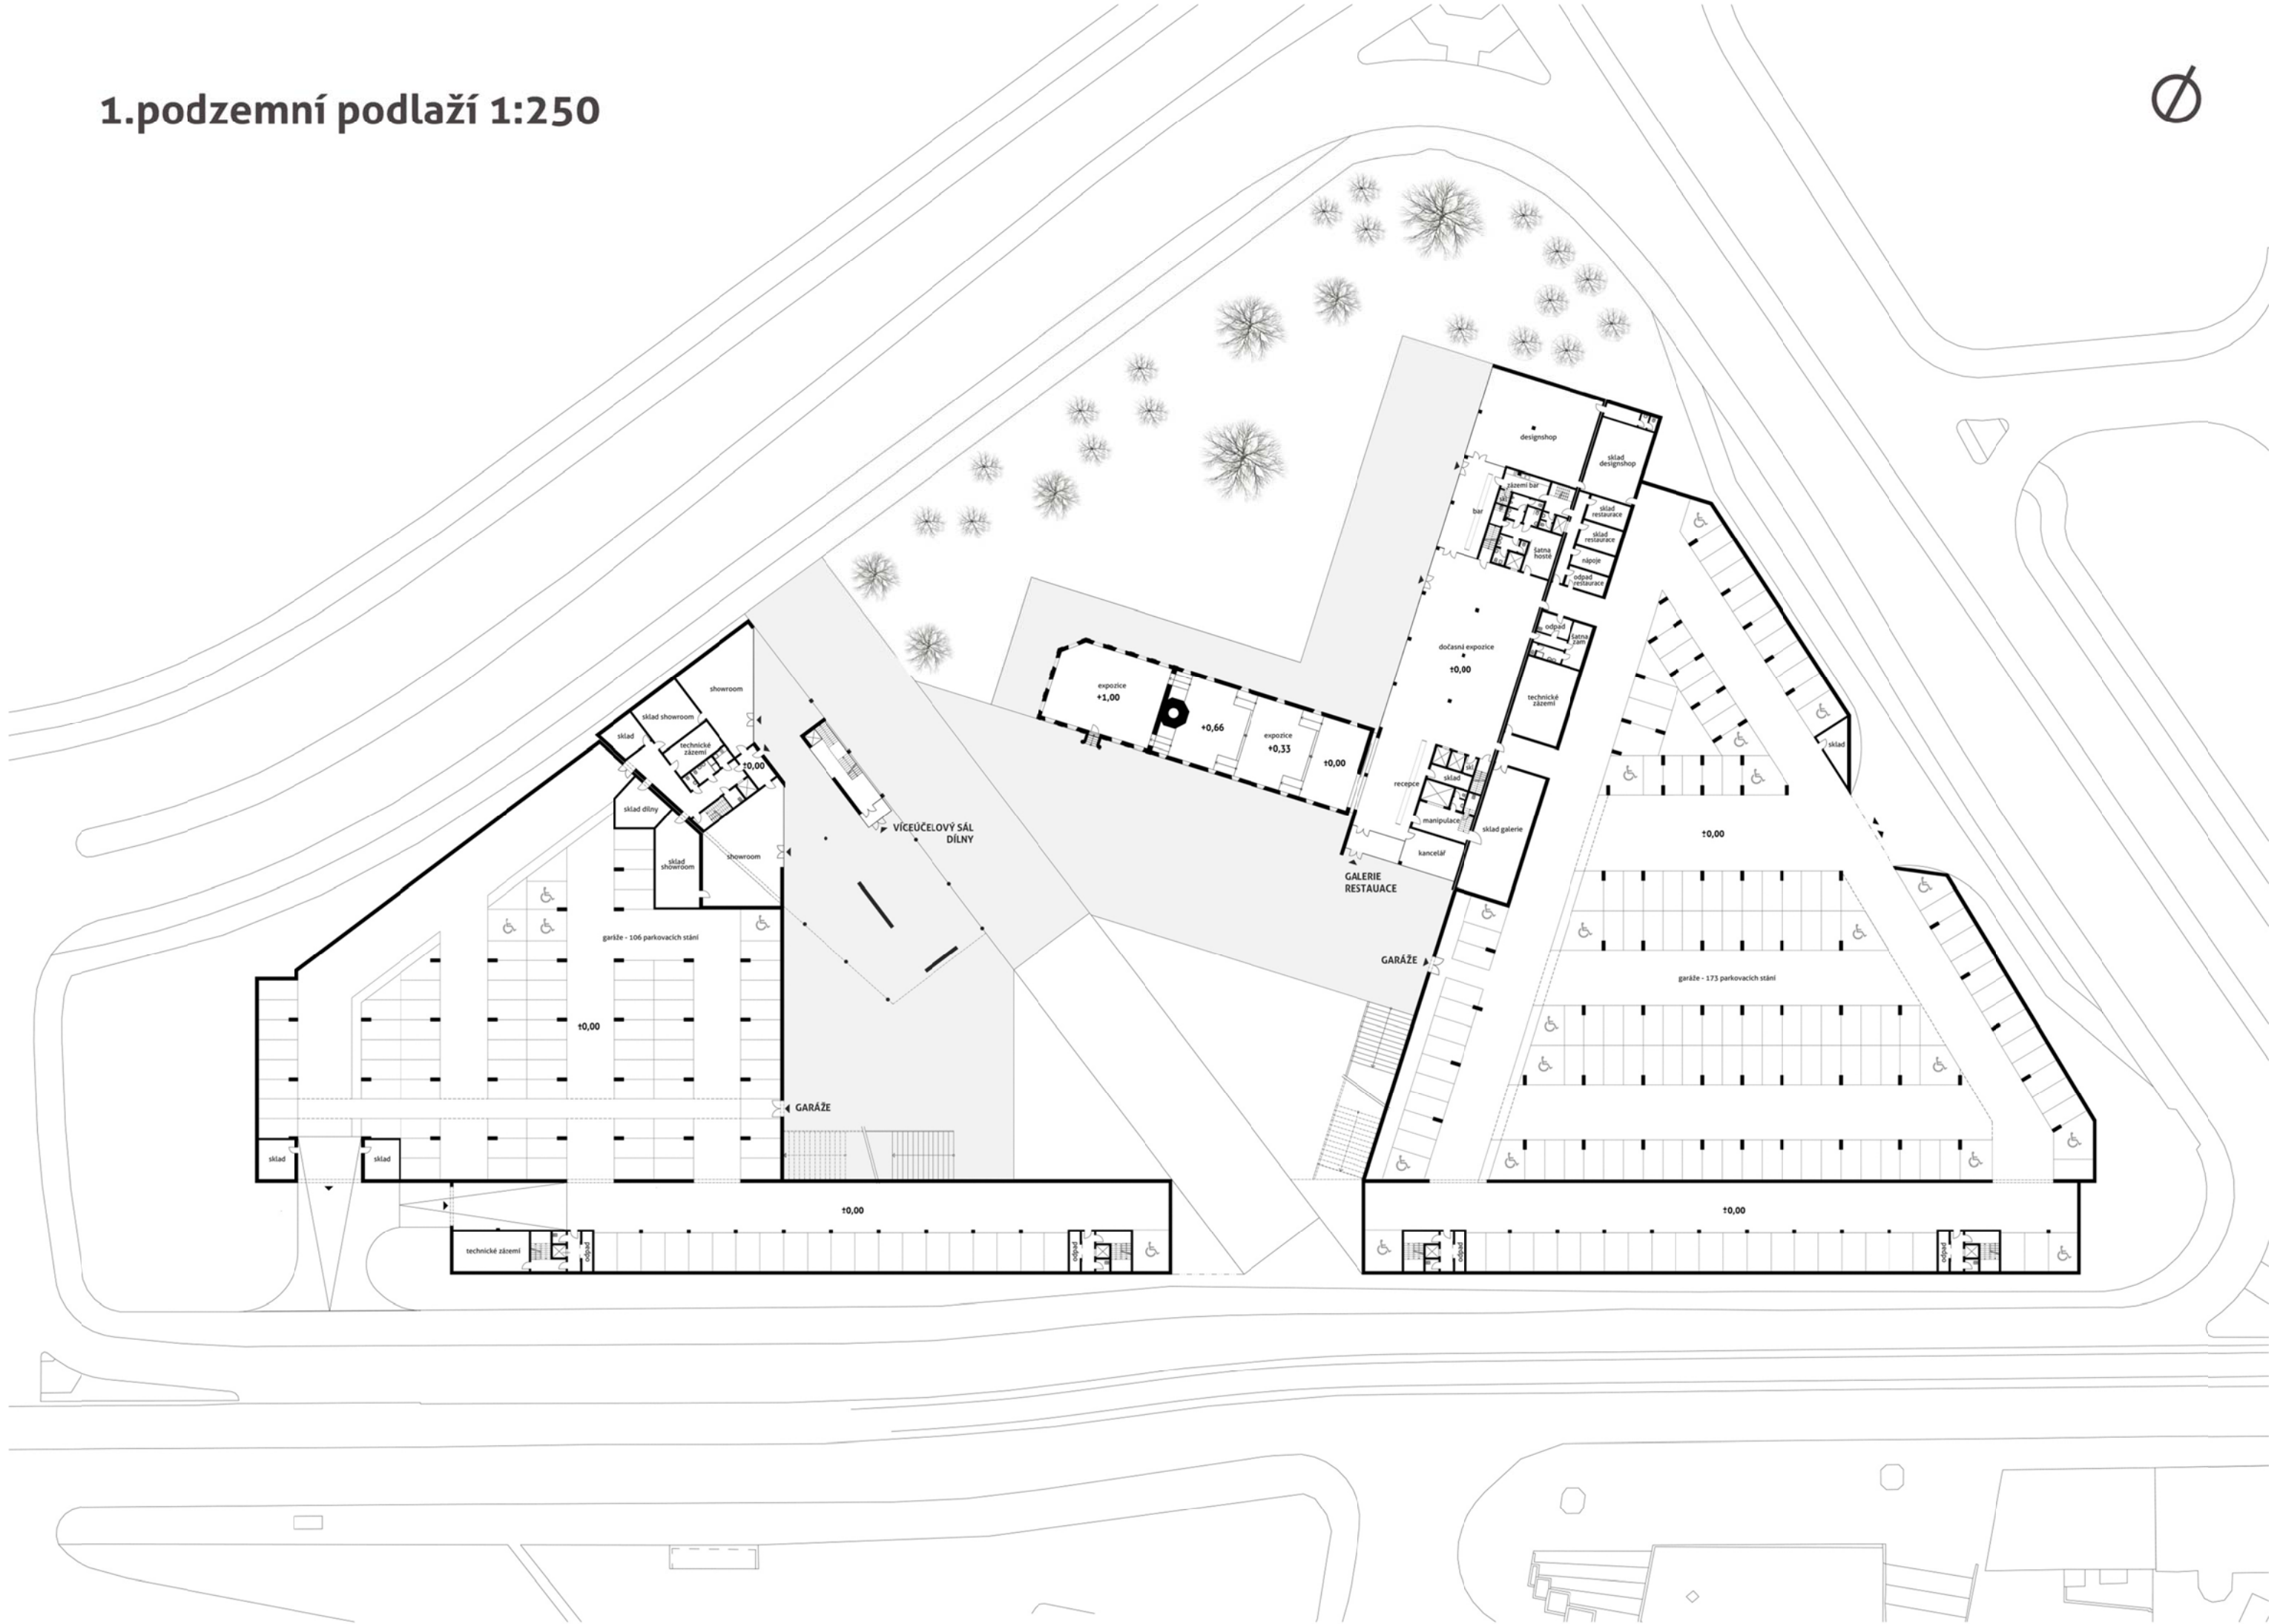 1.podzemní podlaží 1:250
designshop
sklad
designshop
zázemí bar
bar
sklad
restaurace
sklad
restaurace
šatna
hosté
nápoje
odpad
restaurace
odpad
šatna
zam
dočasná expozice
±0,00
technické
zázemí
expozice
+1,00
+0,66
expozice
+0,33
±0,00
recepce
sklad
manipulace
kancelář
sklad galerie
GALERIE
RESTAUACE
showroom
sklad showroom
sklad
technické
zázemí
±0,00
sklad dílny
sklad
showroom
showroom
VÍCEÚČELOVÝ SÁL
DÍLNY
garáže - 106 parkovacích stání
±0,00
GARÁŽE
sklad
sklad
±0,00
technické zázemí
odpad
odpad
sklad
±0,00
GARÁŽE
garáže - 173 parkovacích stání
±0,00
odpad
odpad